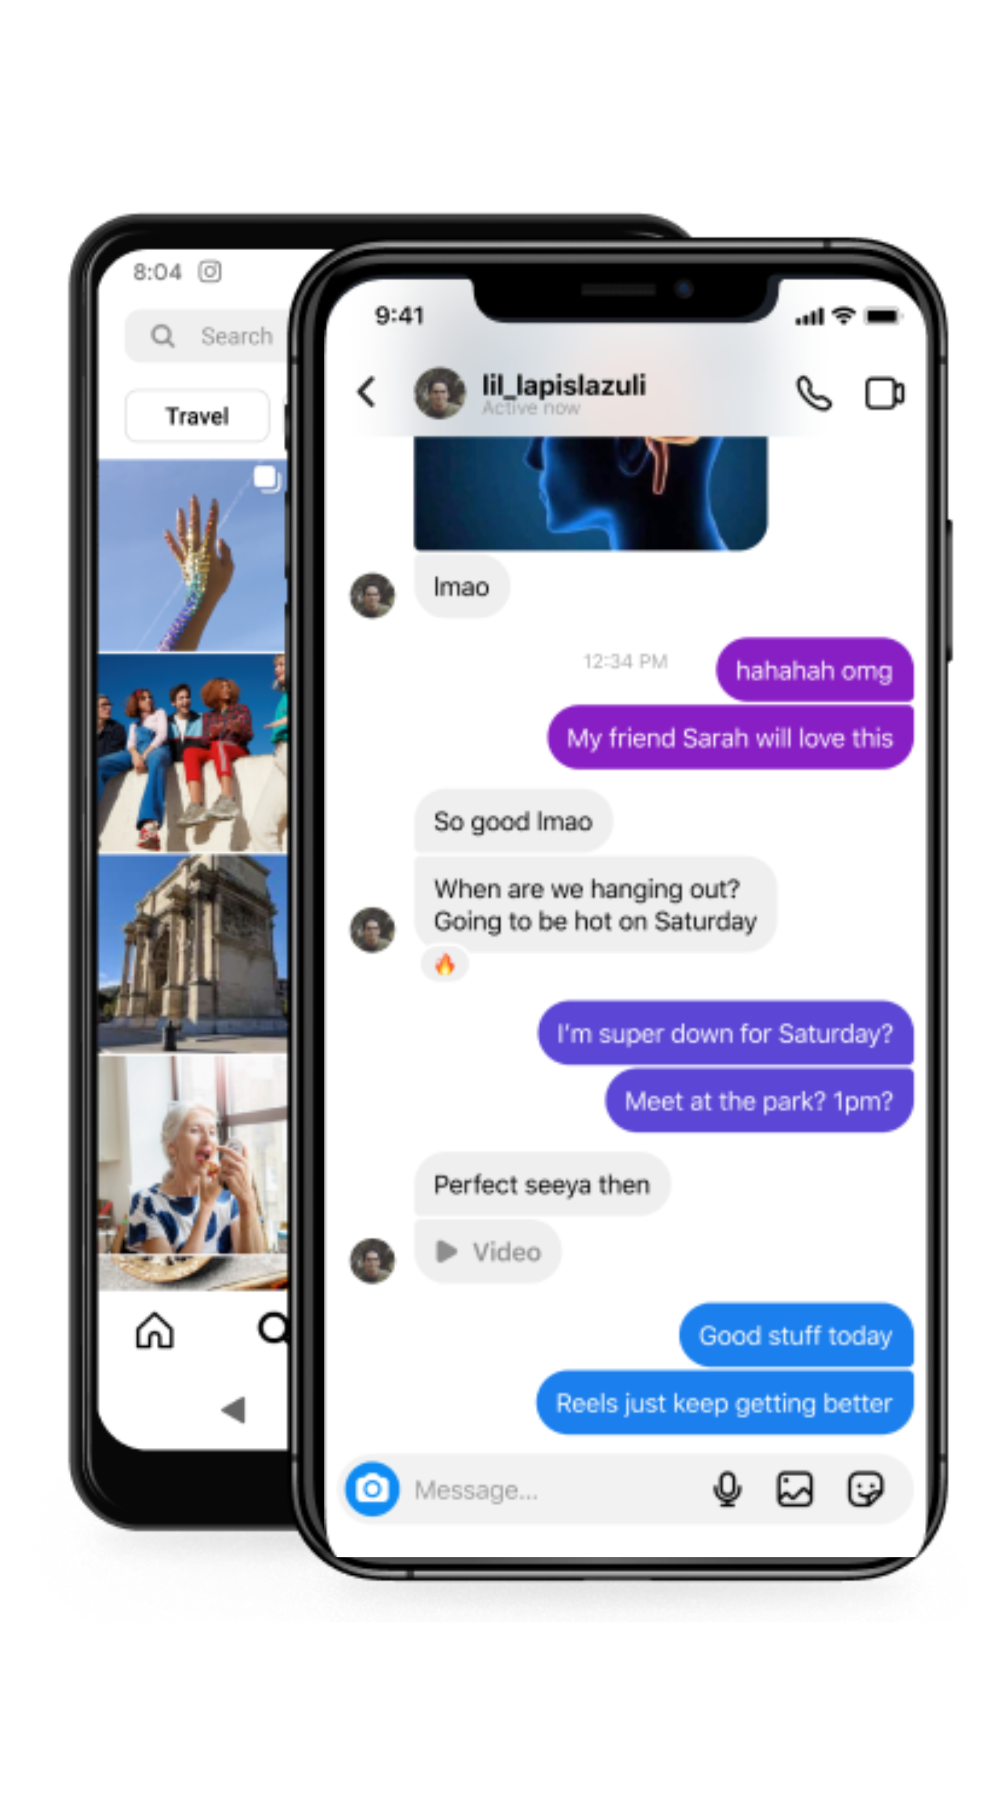 8:04
Search
Travel
9:41
lil_lapislazuli
Active now
lmao
12:34 PM
hahahah omg
My friend Sarah will love this
So good lmao
When are we hanging out?
Going to be hot on Saturday
I'm super down for Saturday?
Meet at the park? 1pm?
Perfect seeya then
Video
Good stuff today
Reels just keep getting better
Message...